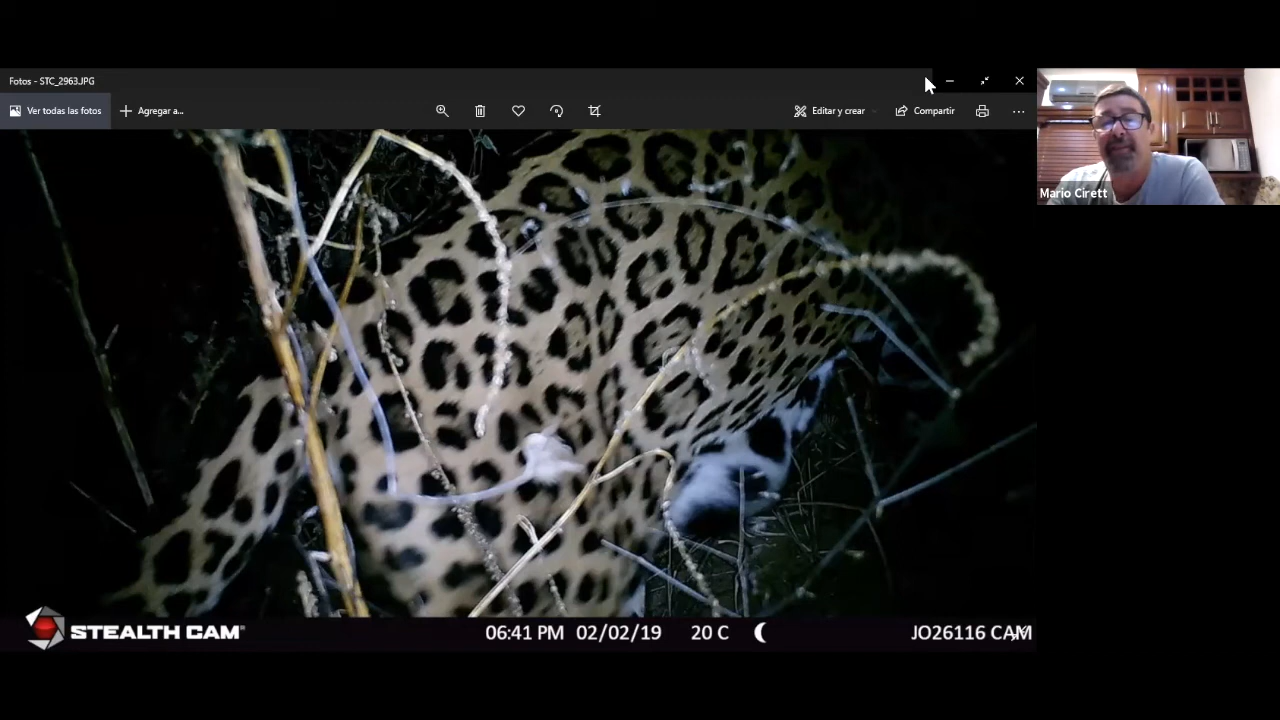 Fotos - STC_2963.JPG
Ver todas las fotos
Agregar a...
Editar y crear
Compartir
Mario Cirett
STEALTH CAM®
06:41 PM 02/02/19 20 C
JO26116 CAM